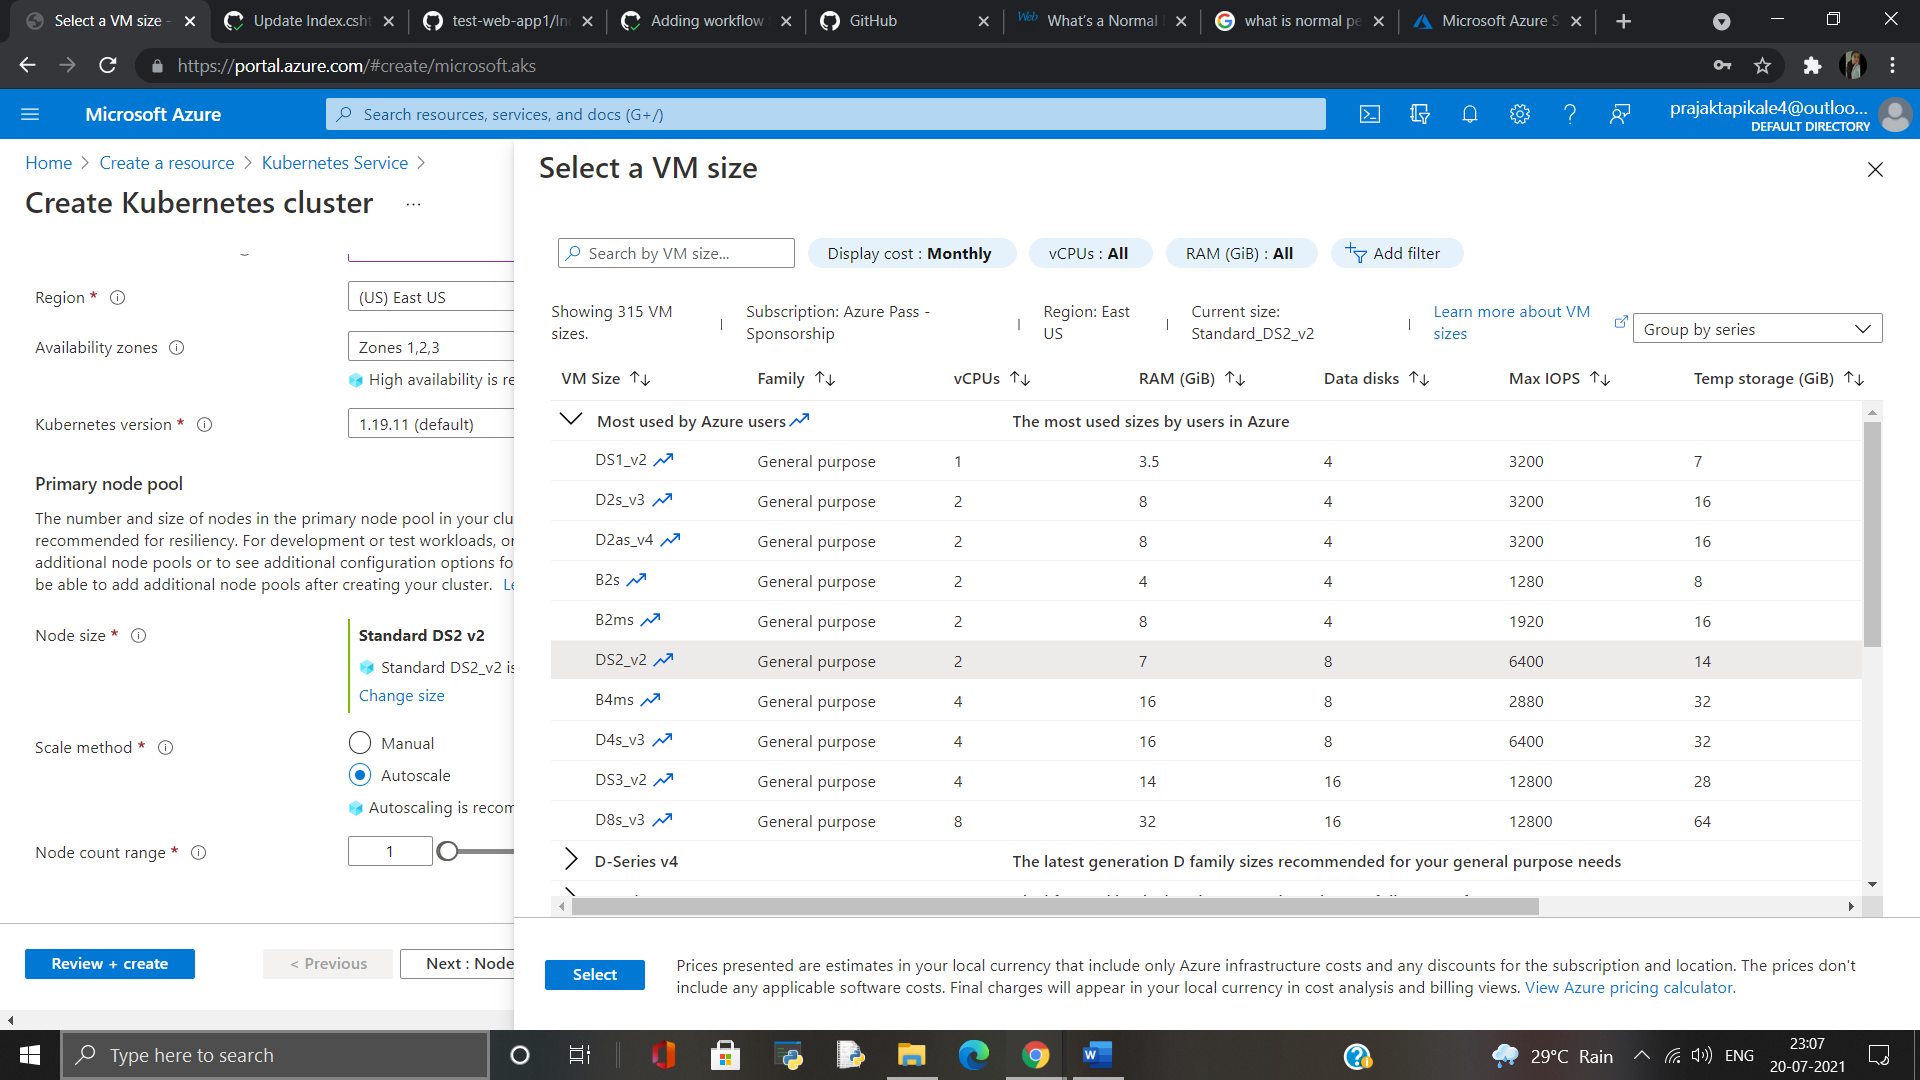 Select a VM size -
Update Index.csht
test-web-app1/In
Adding workflow
GitHub
Web What's a Normal
what is normal pe
Microsoft Azure S
https://portal.azure.com/#create/microsoft.aks
Microsoft Azure
Search resources, services, and docs (G+/)
prajaktapikale4@outloo...
DEFAULT DIRECTORY
Home > Create a resource > Kubernetes Service >
Create Kubernetes cluster ...
Region *
(US) East US
Availability zones
Zones 1,2,3
High availability is re
Kubernetes version *
1.19.11 (default)
Primary node pool
The number and size of nodes in the primary node pool in your clu
recommended for resiliency. For development or test workloads, or
additional node pools or to see additional configuration options fo
be able to add additional node pools after creating your cluster. Le
Node size *
Standard DS2 v2
Standard DS2_v2 is
Change size
Scale method *
Manual
Autoscale
Autoscaling is recom
Node count range *
1
Review + create
< Previous
Next : Node
Select a VM size
Search by VM size...
Display cost : Monthly
vCPUs : All
RAM (GiB) : All
Add filter
Showing 315 VM
sizes.
Subscription: Azure Pass -
Sponsorship
Region: East
US
Current size:
Standard_DS2_v2
Learn more about VM
sizes
Group by series
VM Size Family vCPUs RAM (GiB) Data disks Max IOPS Temp storage (GiB)
Most used by Azure users The most used sizes by users in Azure
DS1_v2 General purpose 1 3.5 4 3200 7
D2s_v3 General purpose 2 8 4 3200 16
D2as_v4 General purpose 2 8 4 3200 16
B2s General purpose 2 4 4 1280 8
B2ms General purpose 2 8 4 1920 16
DS2_v2 General purpose 2 7 8 6400 14
B4ms General purpose 4 16 8 2880 32
D4s_v3 General purpose 4 16 8 6400 32
DS3_v2 General purpose 4 14 16 12800 28
D8s_v3 General purpose 8 32 16 12800 64
D-Series v4 The latest generation D family sizes recommended for your general purpose needs
Select
Prices presented are estimates in your local currency that include only Azure infrastructure costs and any discounts for the subscription and location. The prices don't
include any applicable software costs. Final charges will appear in your local currency in cost analysis and billing views. View Azure pricing calculator.
Type here to search
29°C Rain
ENG
23:07
20-07-2021